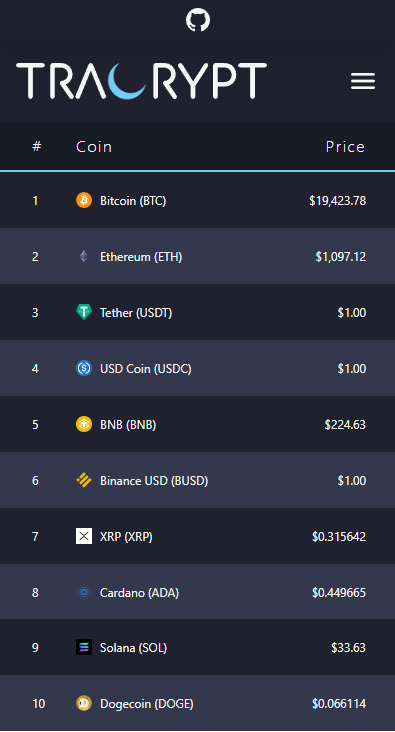 TRACRYPT
# Coin Price
1 Bitcoin (BTC) $19,423.78
2 Ethereum (ETH) $1,097.12
3 Tether (USDT) $1.00
4 USD Coin (USDC) $1.00
5 BNB (BNB) $224.63
6 Binance USD (BUSD) $1.00
7 XRP (XRP) $0.315642
8 Cardano (ADA) $0.449665
9 Solana (SOL) $33.63
10 Dogecoin (DOGE) $0.066114